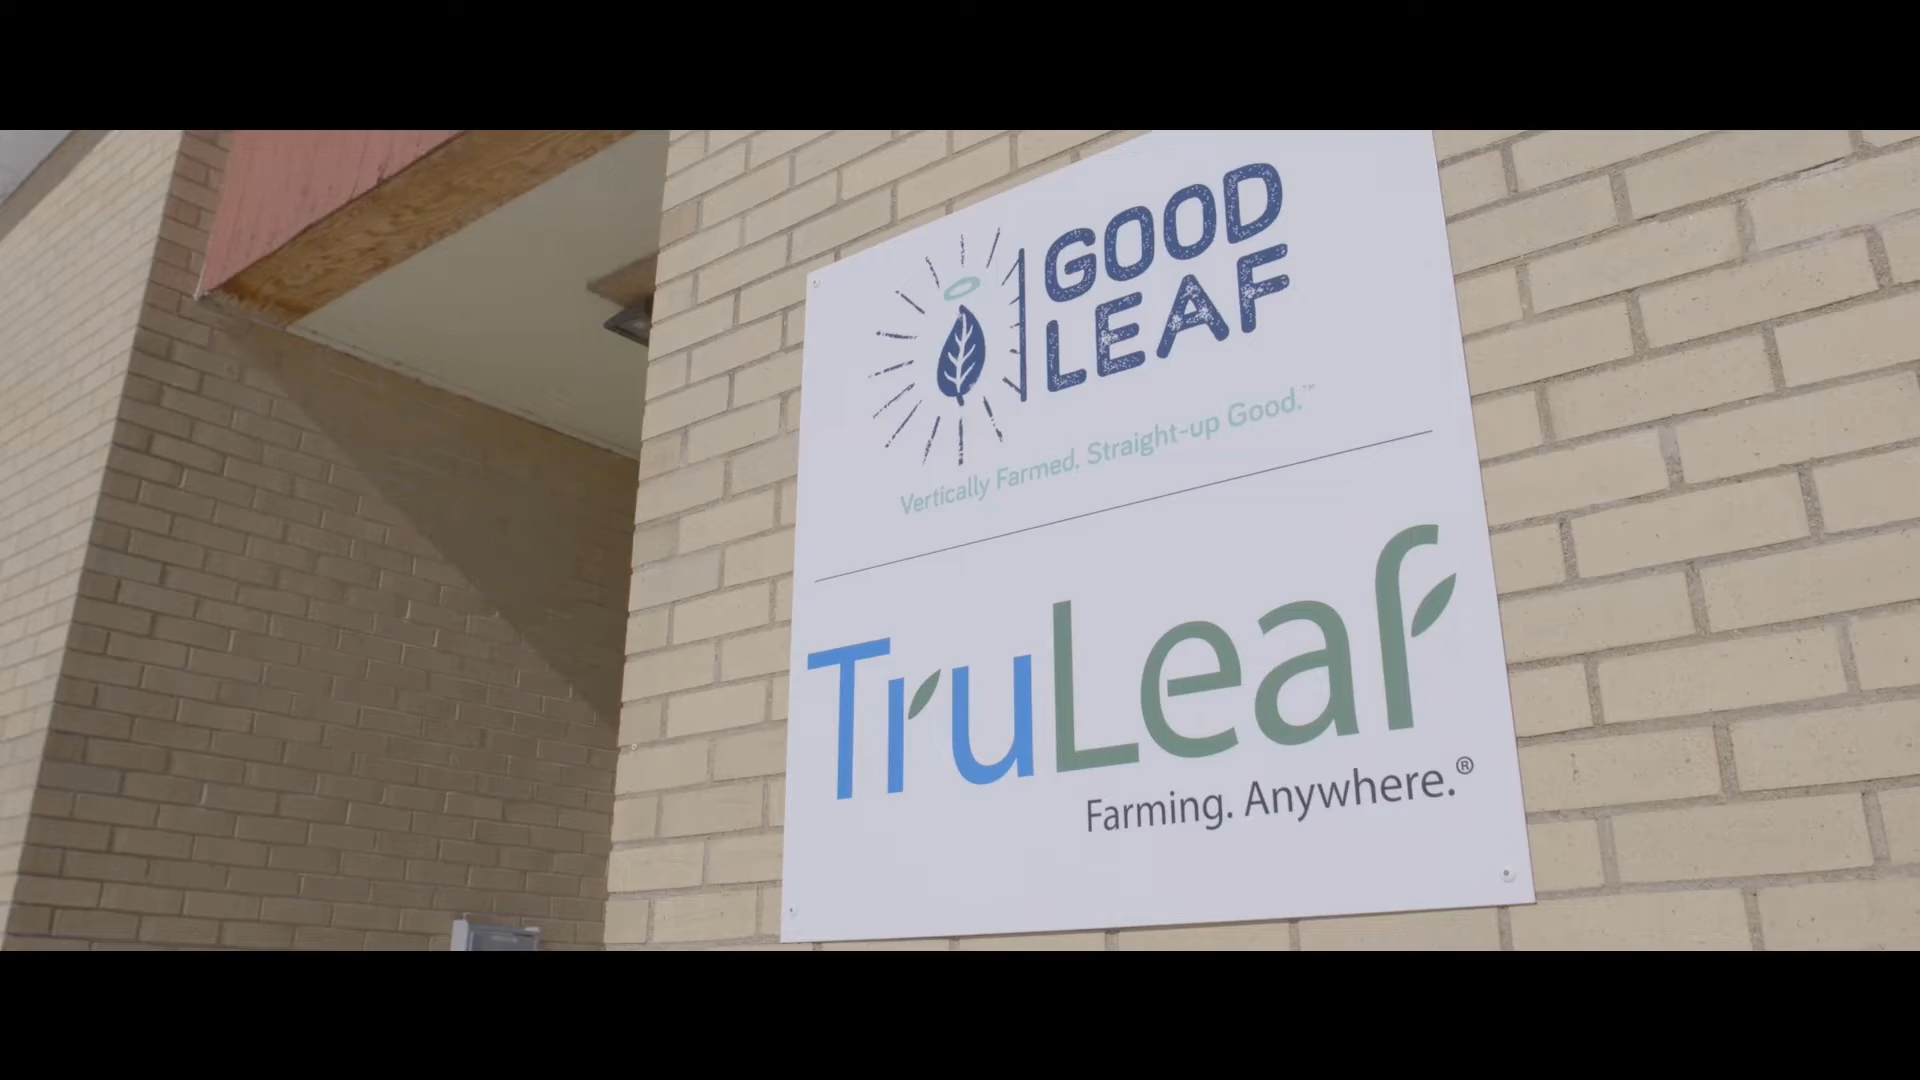 GOOD
LEAF
Vertically Farmed. Straight-up Good.™
TruLeaf
Farming. Anywhere.®